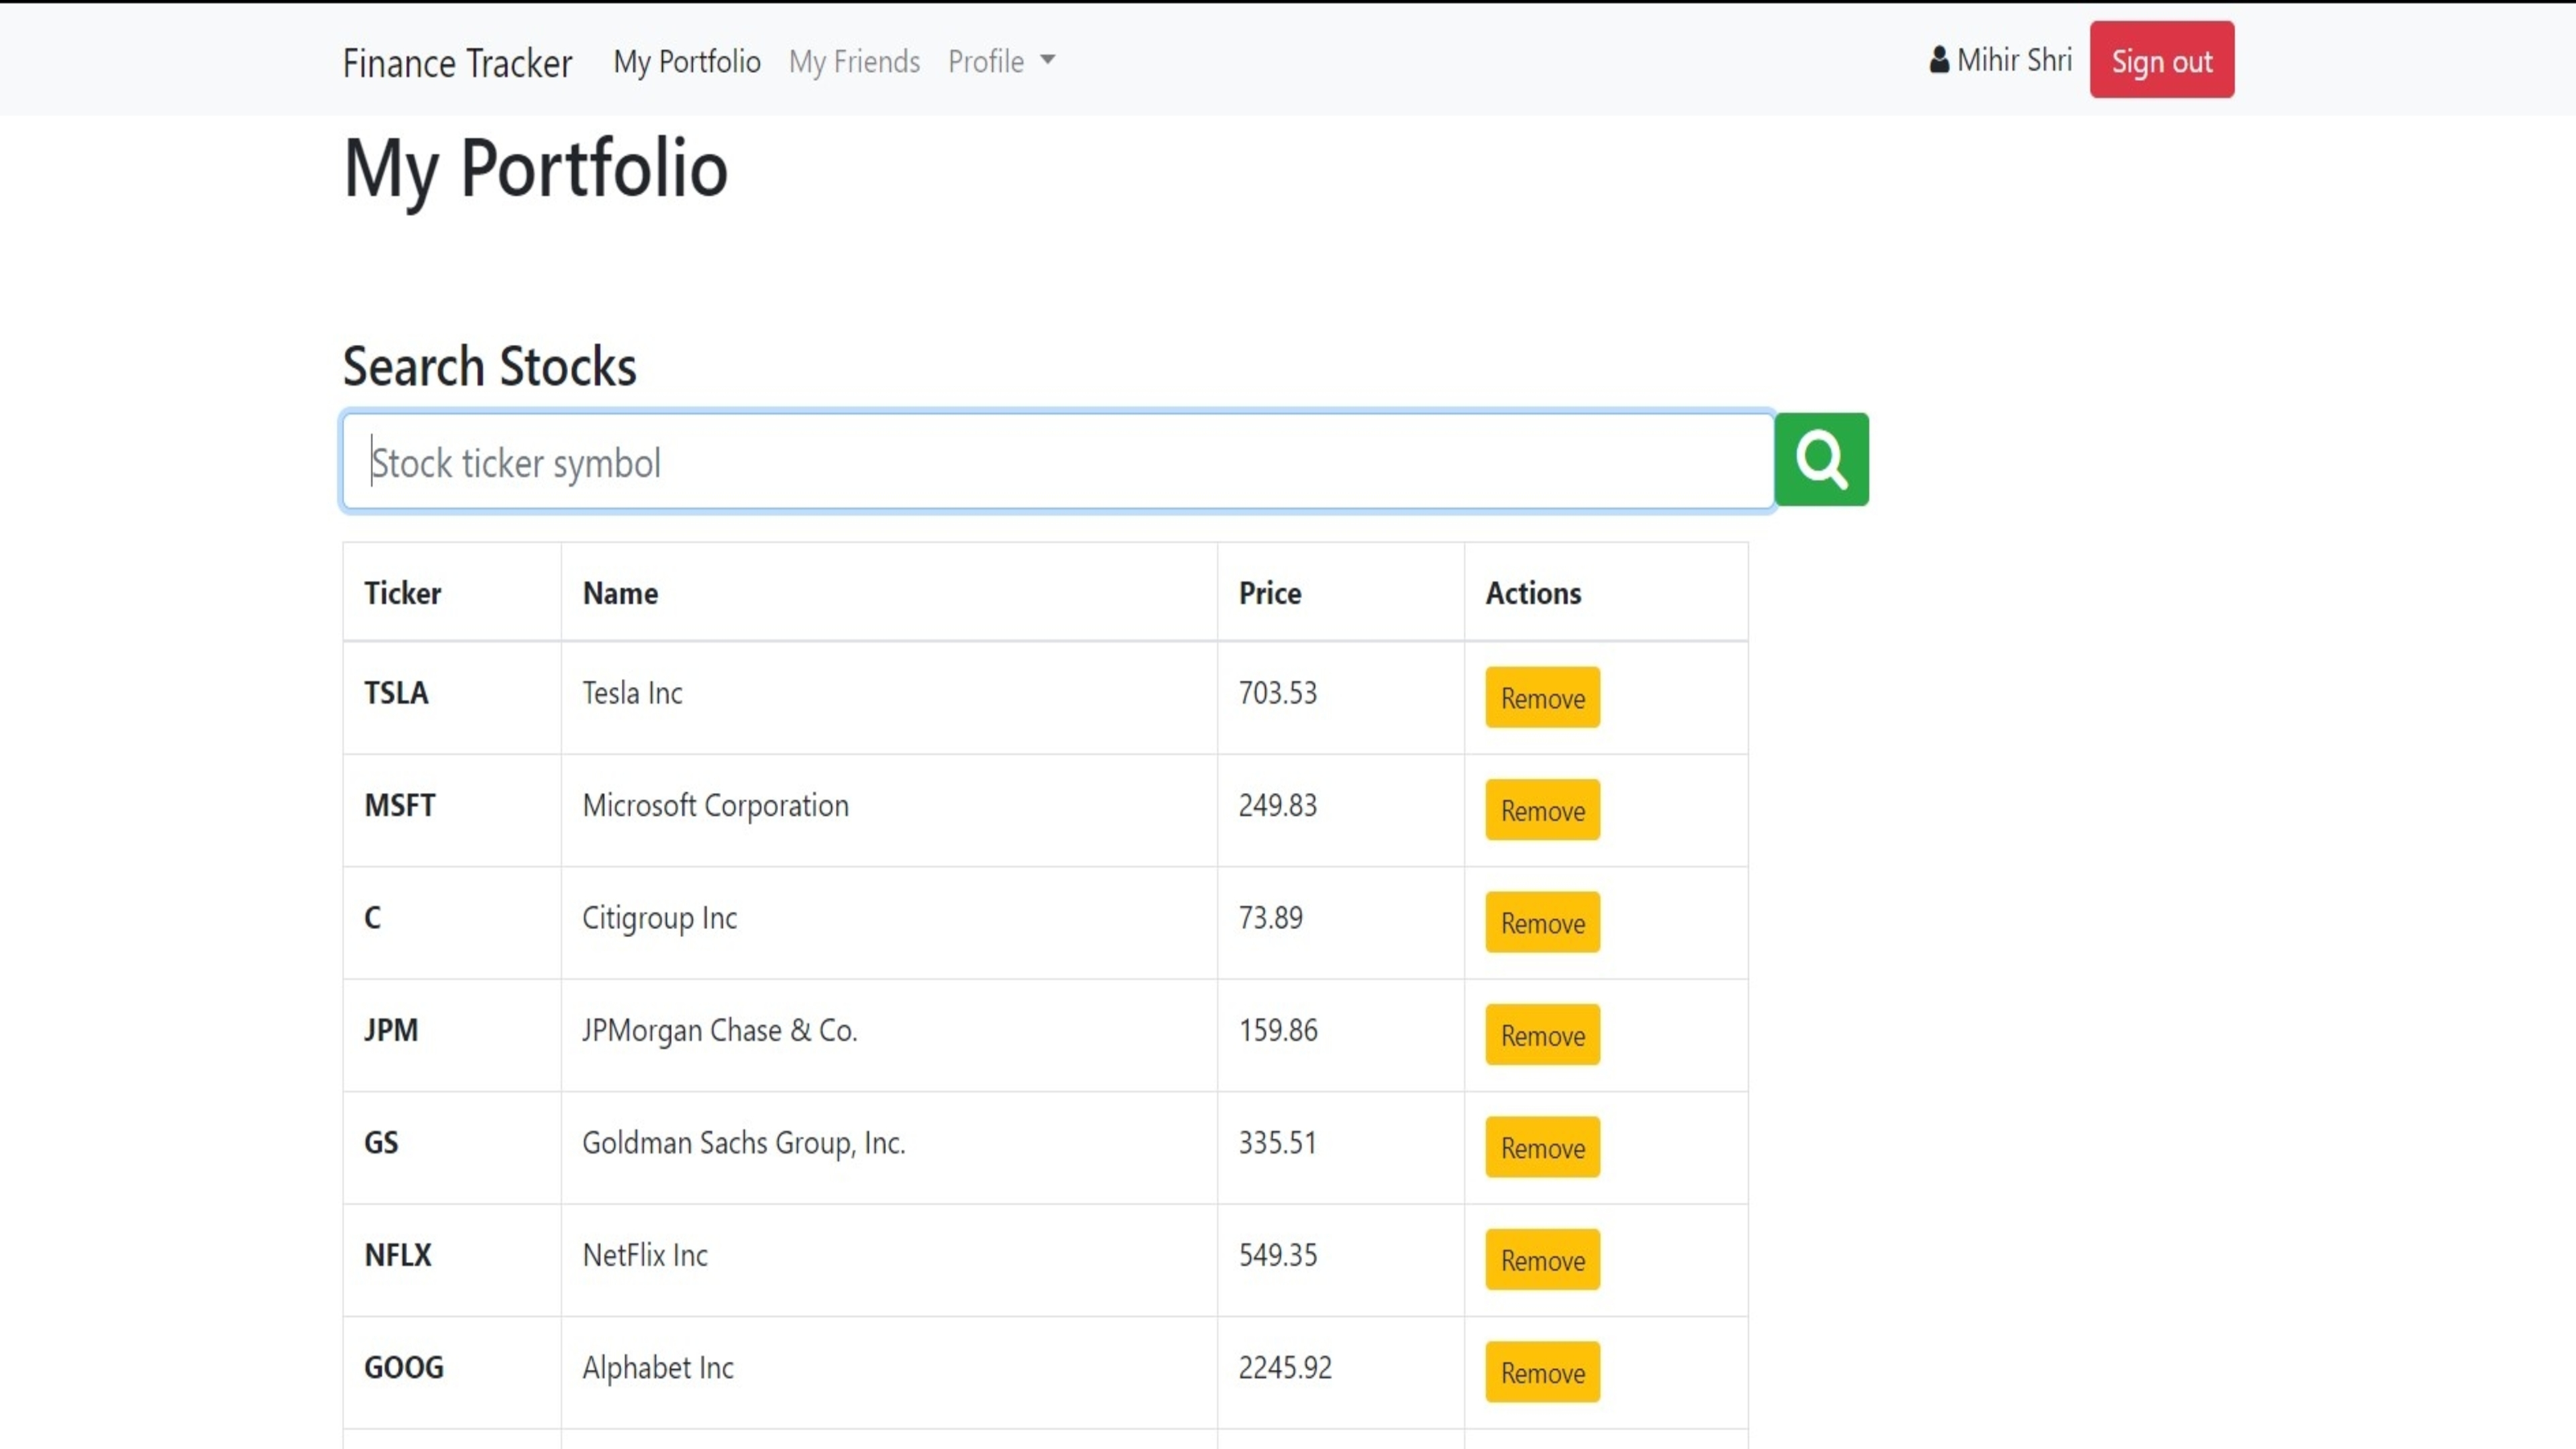 Finance Tracker My Portfolio My Friends Profile Mihir Shri Sign out
My Portfolio
Search Stocks
Stock ticker symbol
Ticker Name Price Actions
TSLA Tesla Inc 703.53 Remove
MSFT Microsoft Corporation 249.83 Remove
C Citigroup Inc 73.89 Remove
JPM JPMorgan Chase & Co. 159.86 Remove
GS Goldman Sachs Group, Inc. 335.51 Remove
NFLX NetFlix Inc 549.35 Remove
GOOG Alphabet Inc 2245.92 Remove